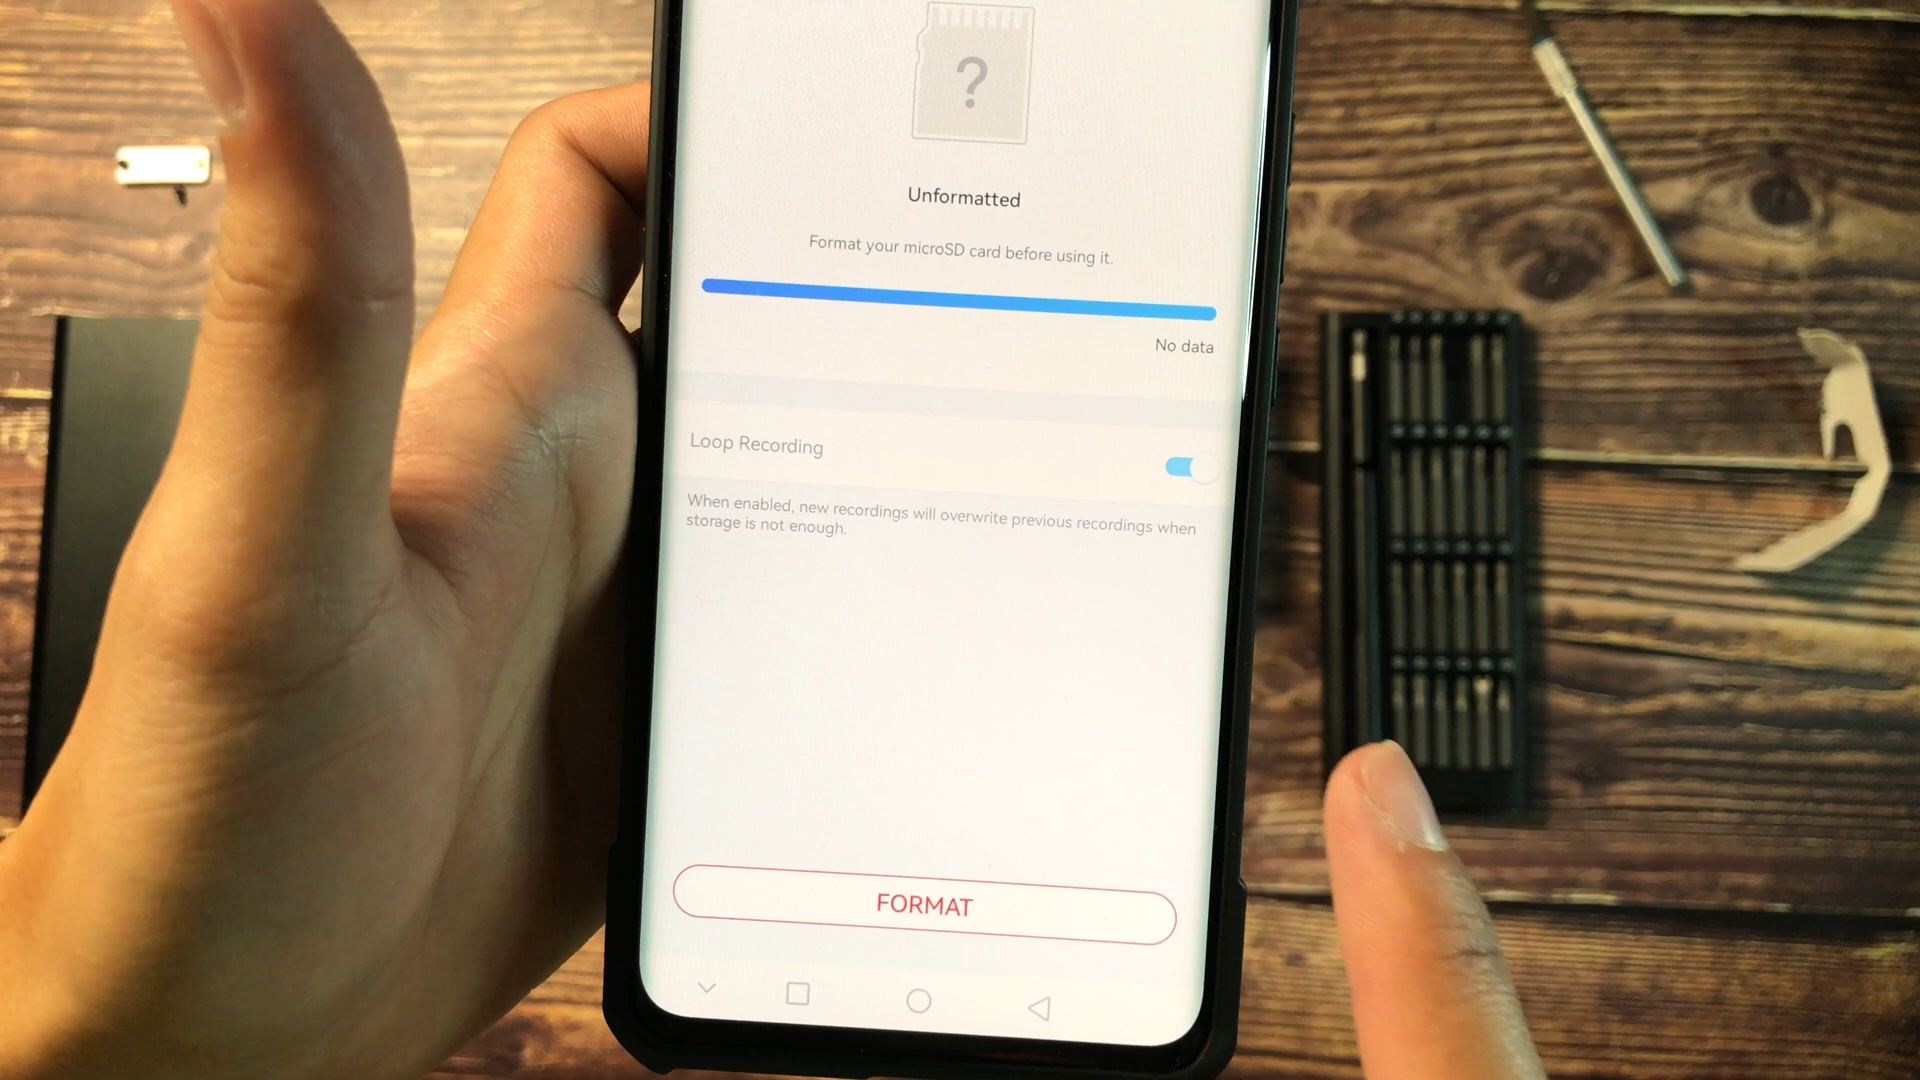 ?
Unformatted
Format your microSD card before using it.
No data
Loop Recording
When enabled, new recordings will overwrite previous recordings when
storage is not enough.
FORMAT